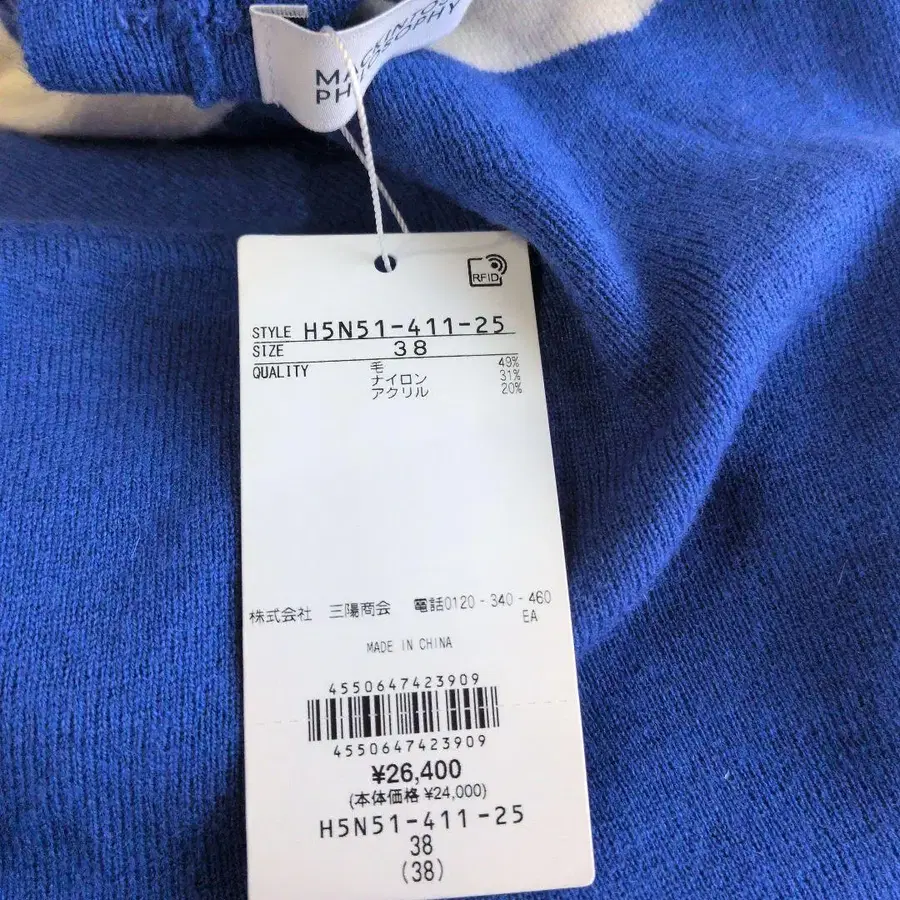 MACKINTOSH
PHILOSOPHY
RFID
STYLE H5N51-411-25
SIZE 38
QUALITY 毛 49%
ナイロン 31%
アクリル 20%
株式会社 三陽商会 電話0120-340-460
EA
MADE IN CHINA
4550647423909
4550647423909
¥26,400
(本体価格 ¥24,000)
H5N51-411-25
38
(38)